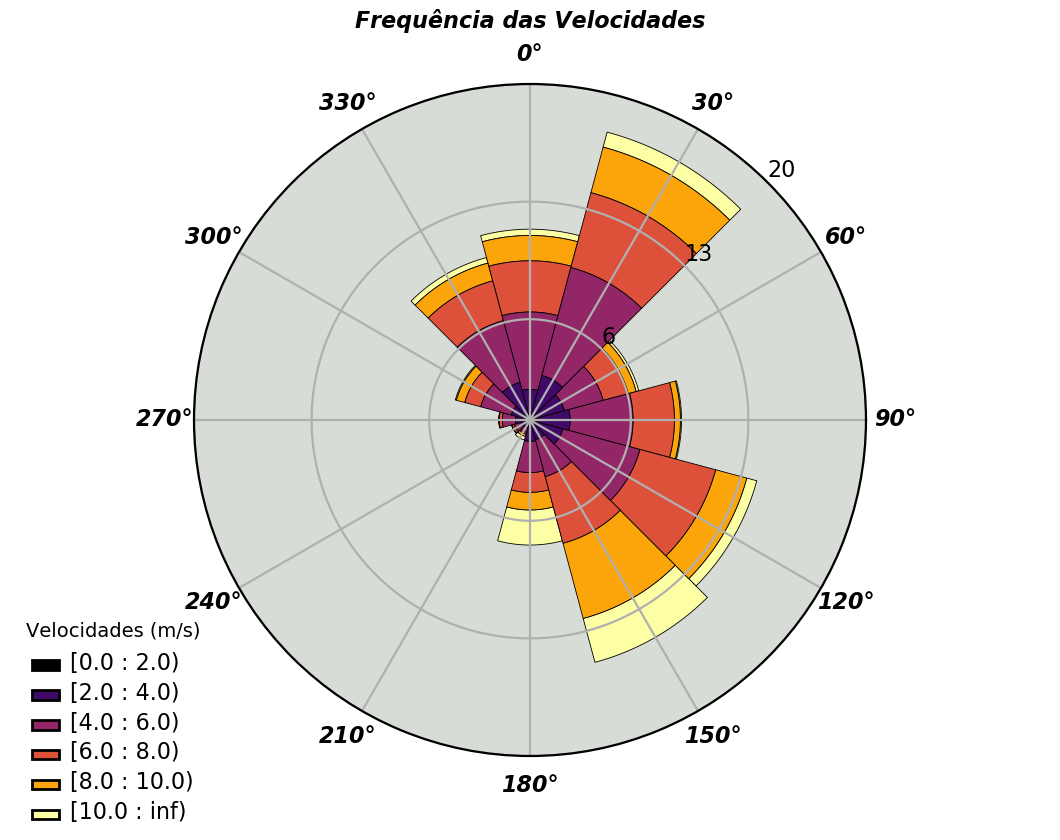 Frequência das Velocidades
0°
330°
30°
20
300°
60°
13
6
270°
90°
240°
120°
210°
150°
180°
Velocidades (m/s)
[0.0 : 2.0)
[2.0 : 4.0)
[4.0 : 6.0)
[6.0 : 8.0)
[8.0 : 10.0)
[10.0 : inf)